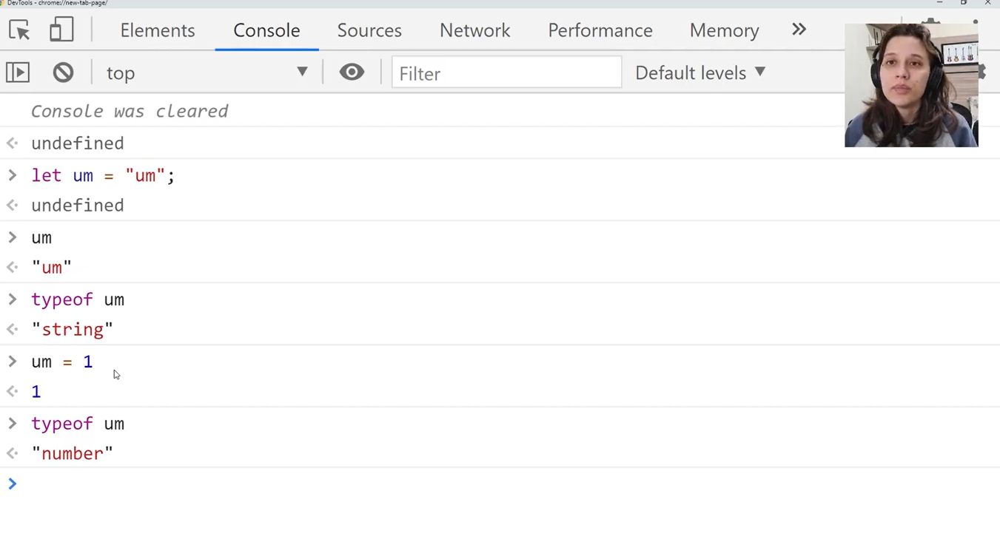 DevTools - chrome://new-tab-page/
Elements Console Sources Network Performance Memory »
top ▼ Filter Default levels ▼
Console was cleared
undefined
> let um = "um";
undefined
> um
"um"
> typeof um
"string"
> um = 1
1
> typeof um
"number"
>